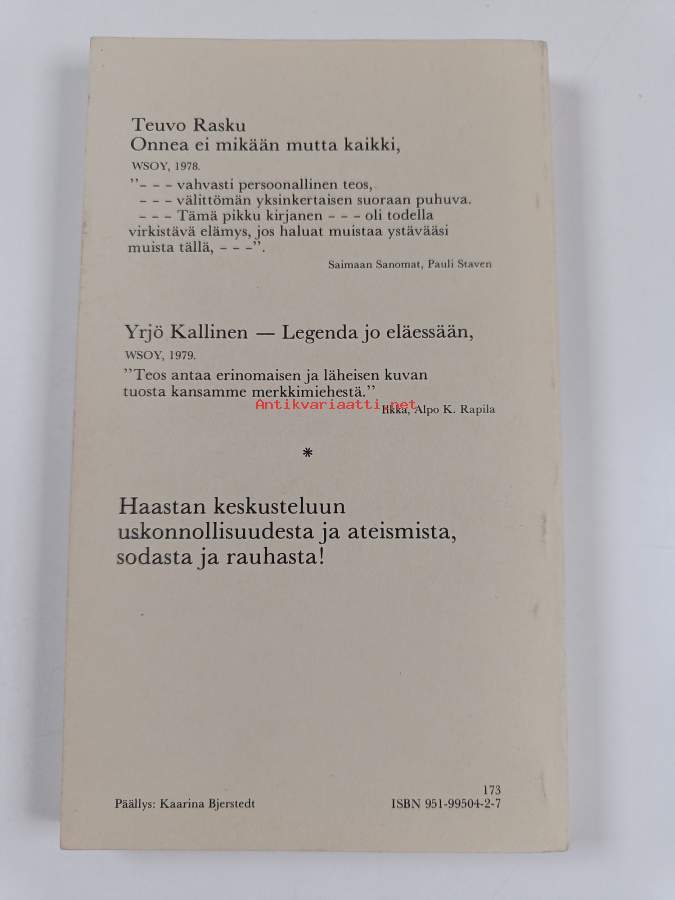 Teuvo Rasku
Onnea ei mikään mutta kaikki,
WSOY, 1978.
"– – – vahvasti persoonallinen teos,
– – – välittömän yksinkertaisen suoraan puhuva.
– – – Tämä pikku kirjanen – – – oli todella
virkistävä elämys, jos haluat muistaa ystävääsi
muista tällä, – – –".
Saimaan Sanomat, Pauli Staven
Yrjö Kallinen — Legenda jo eläessään,
WSOY, 1979.
"Teos antaa erinomaisen ja läheisen kuvan
tuosta kansamme merkkimiehestä."
Antikvariaatti.net
Ilkka, Alpo K. Rapila
*
Haastan keskusteluun
uskonnollisuudesta ja ateismista,
sodasta ja rauhasta!
173
Päällys: Kaarina Bjerstedt ISBN 951-99504-2-7